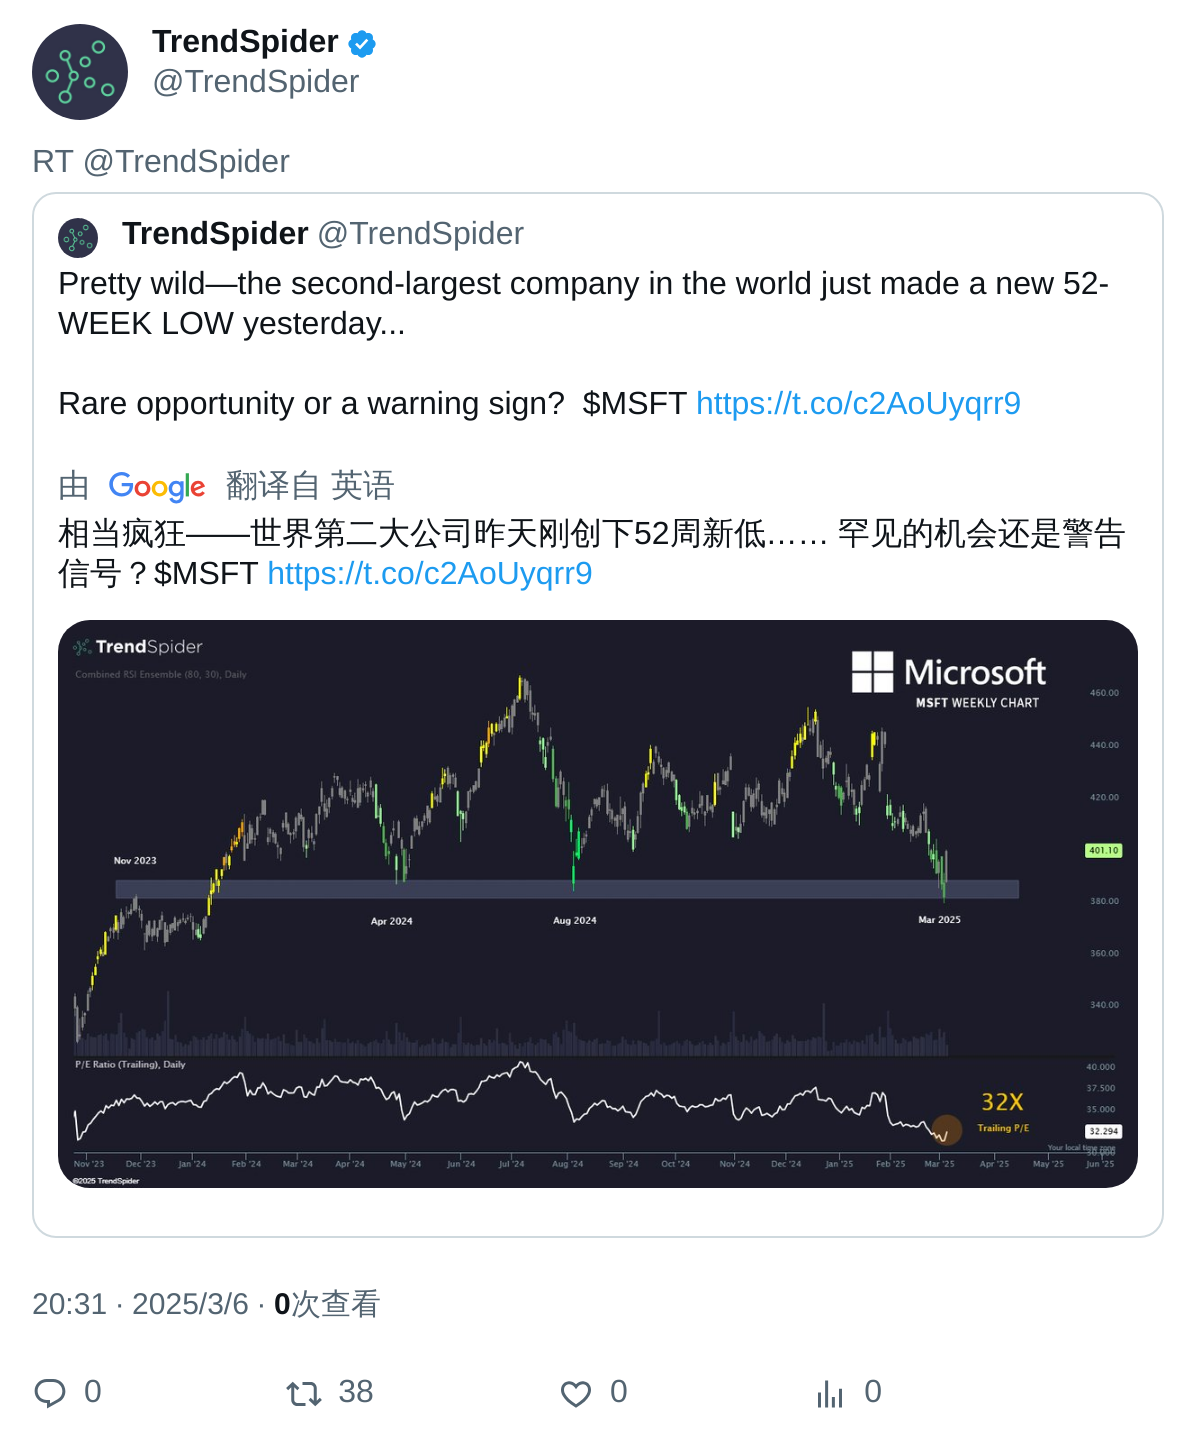 TrendSpider
@TrendSpider
RT @TrendSpider
TrendSpider @TrendSpider
Pretty wild—the second-largest company in the world just made a new 52-
WEEK LOW yesterday...
Rare opportunity or a warning sign?  $MSFT https://t.co/c2AoUyqrr9
由 Google 翻译自 英语
相当疯狂——世界第二大公司昨天刚创下52周新低…… 罕见的机会还是警告
信号？$MSFT https://t.co/c2AoUyqrr9
TrendSpider
Combined RSI Ensemble (80, 30), Daily
Microsoft
MSFT WEEKLY CHART
460.00
440.00
420.00
401.10
380.00
360.00
340.00
Nov 2023
Apr 2024
Aug 2024
Mar 2025
P/E Ratio (Trailing), Daily
40.000
37.500
35.000
32.294
30.000
32X
Trailing P/E
Your local time zone
Nov '23 Dec '23 Jan '24 Feb '24 Mar '24 Apr '24 May '24 Jun '24 Jul '24 Aug '24 Sep '24 Oct '24 Nov '24 Dec '24 Jan '25 Feb '25 Mar '25 Apr '25 May '25 Jun '25
©2025 TrendSpider
20:31 · 2025/3/6 · 0次查看
0 38 0 0